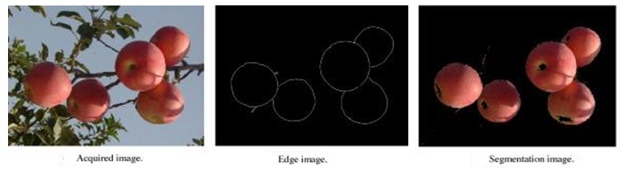 Acquired image.
Edge image.
Segmentation image.